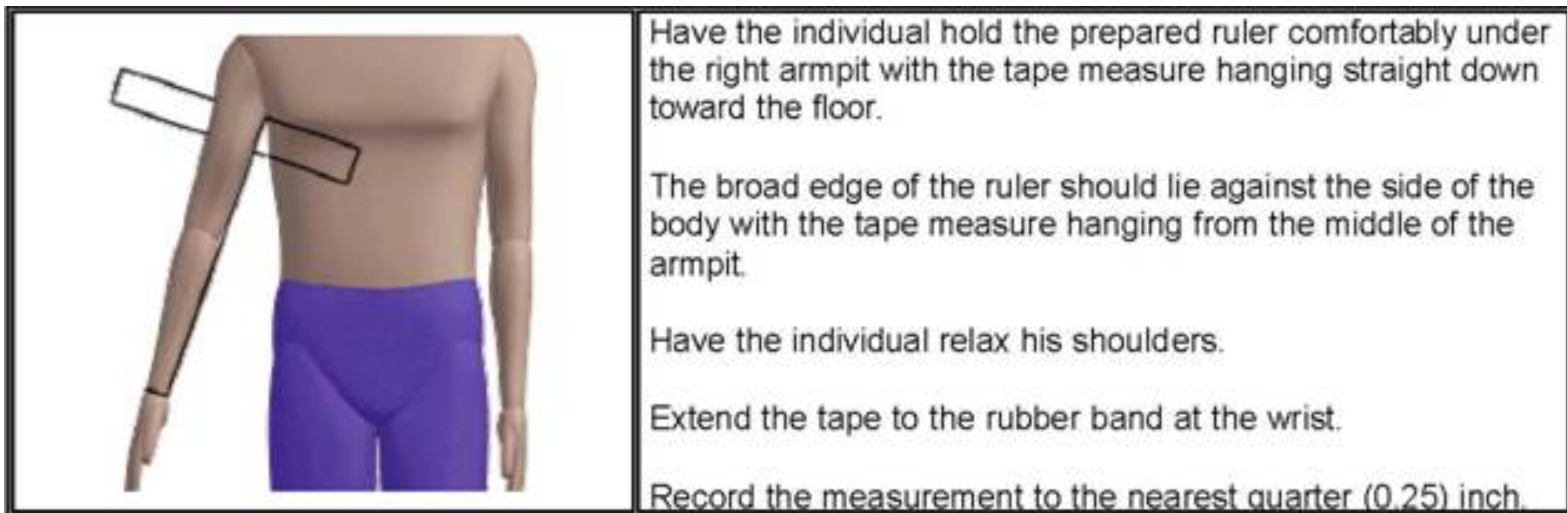 Have the individual hold the prepared ruler comfortably under
the right armpit with the tape measure hanging straight down
toward the floor.
The broad edge of the ruler should lie against the side of the
body with the tape measure hanging from the middle of the
armpit.
Have the individual relax his shoulders.
Extend the tape to the rubber band at the wrist.
Record the measurement to the nearest quarter (0.25) inch.